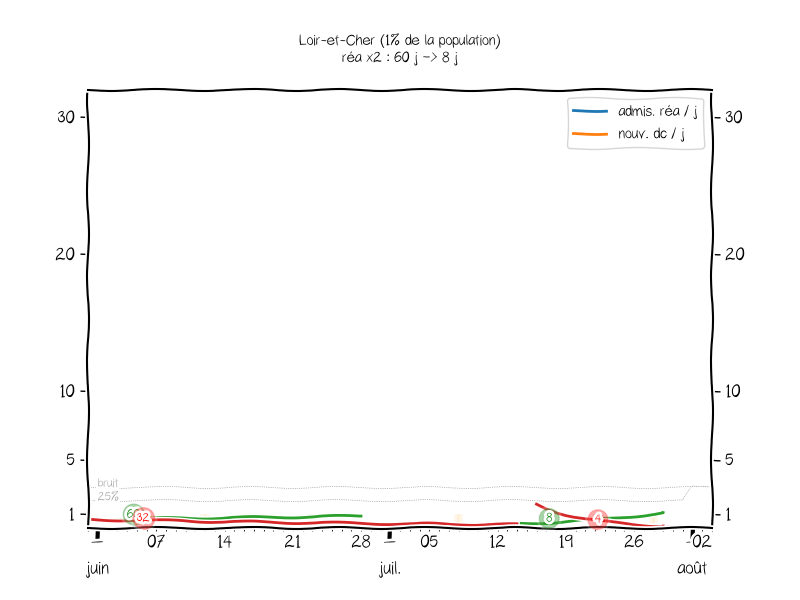 Loir-et-Cher (1% de la population)
réa x2 : 60 j -> 8 j
admis. réa / j
nouv. dc / j
30 30
20 20
10 10
5 5
bruit
25%
1 32 8 4 1
07 14 21 28 05 12 19 26 02
juin juil. août